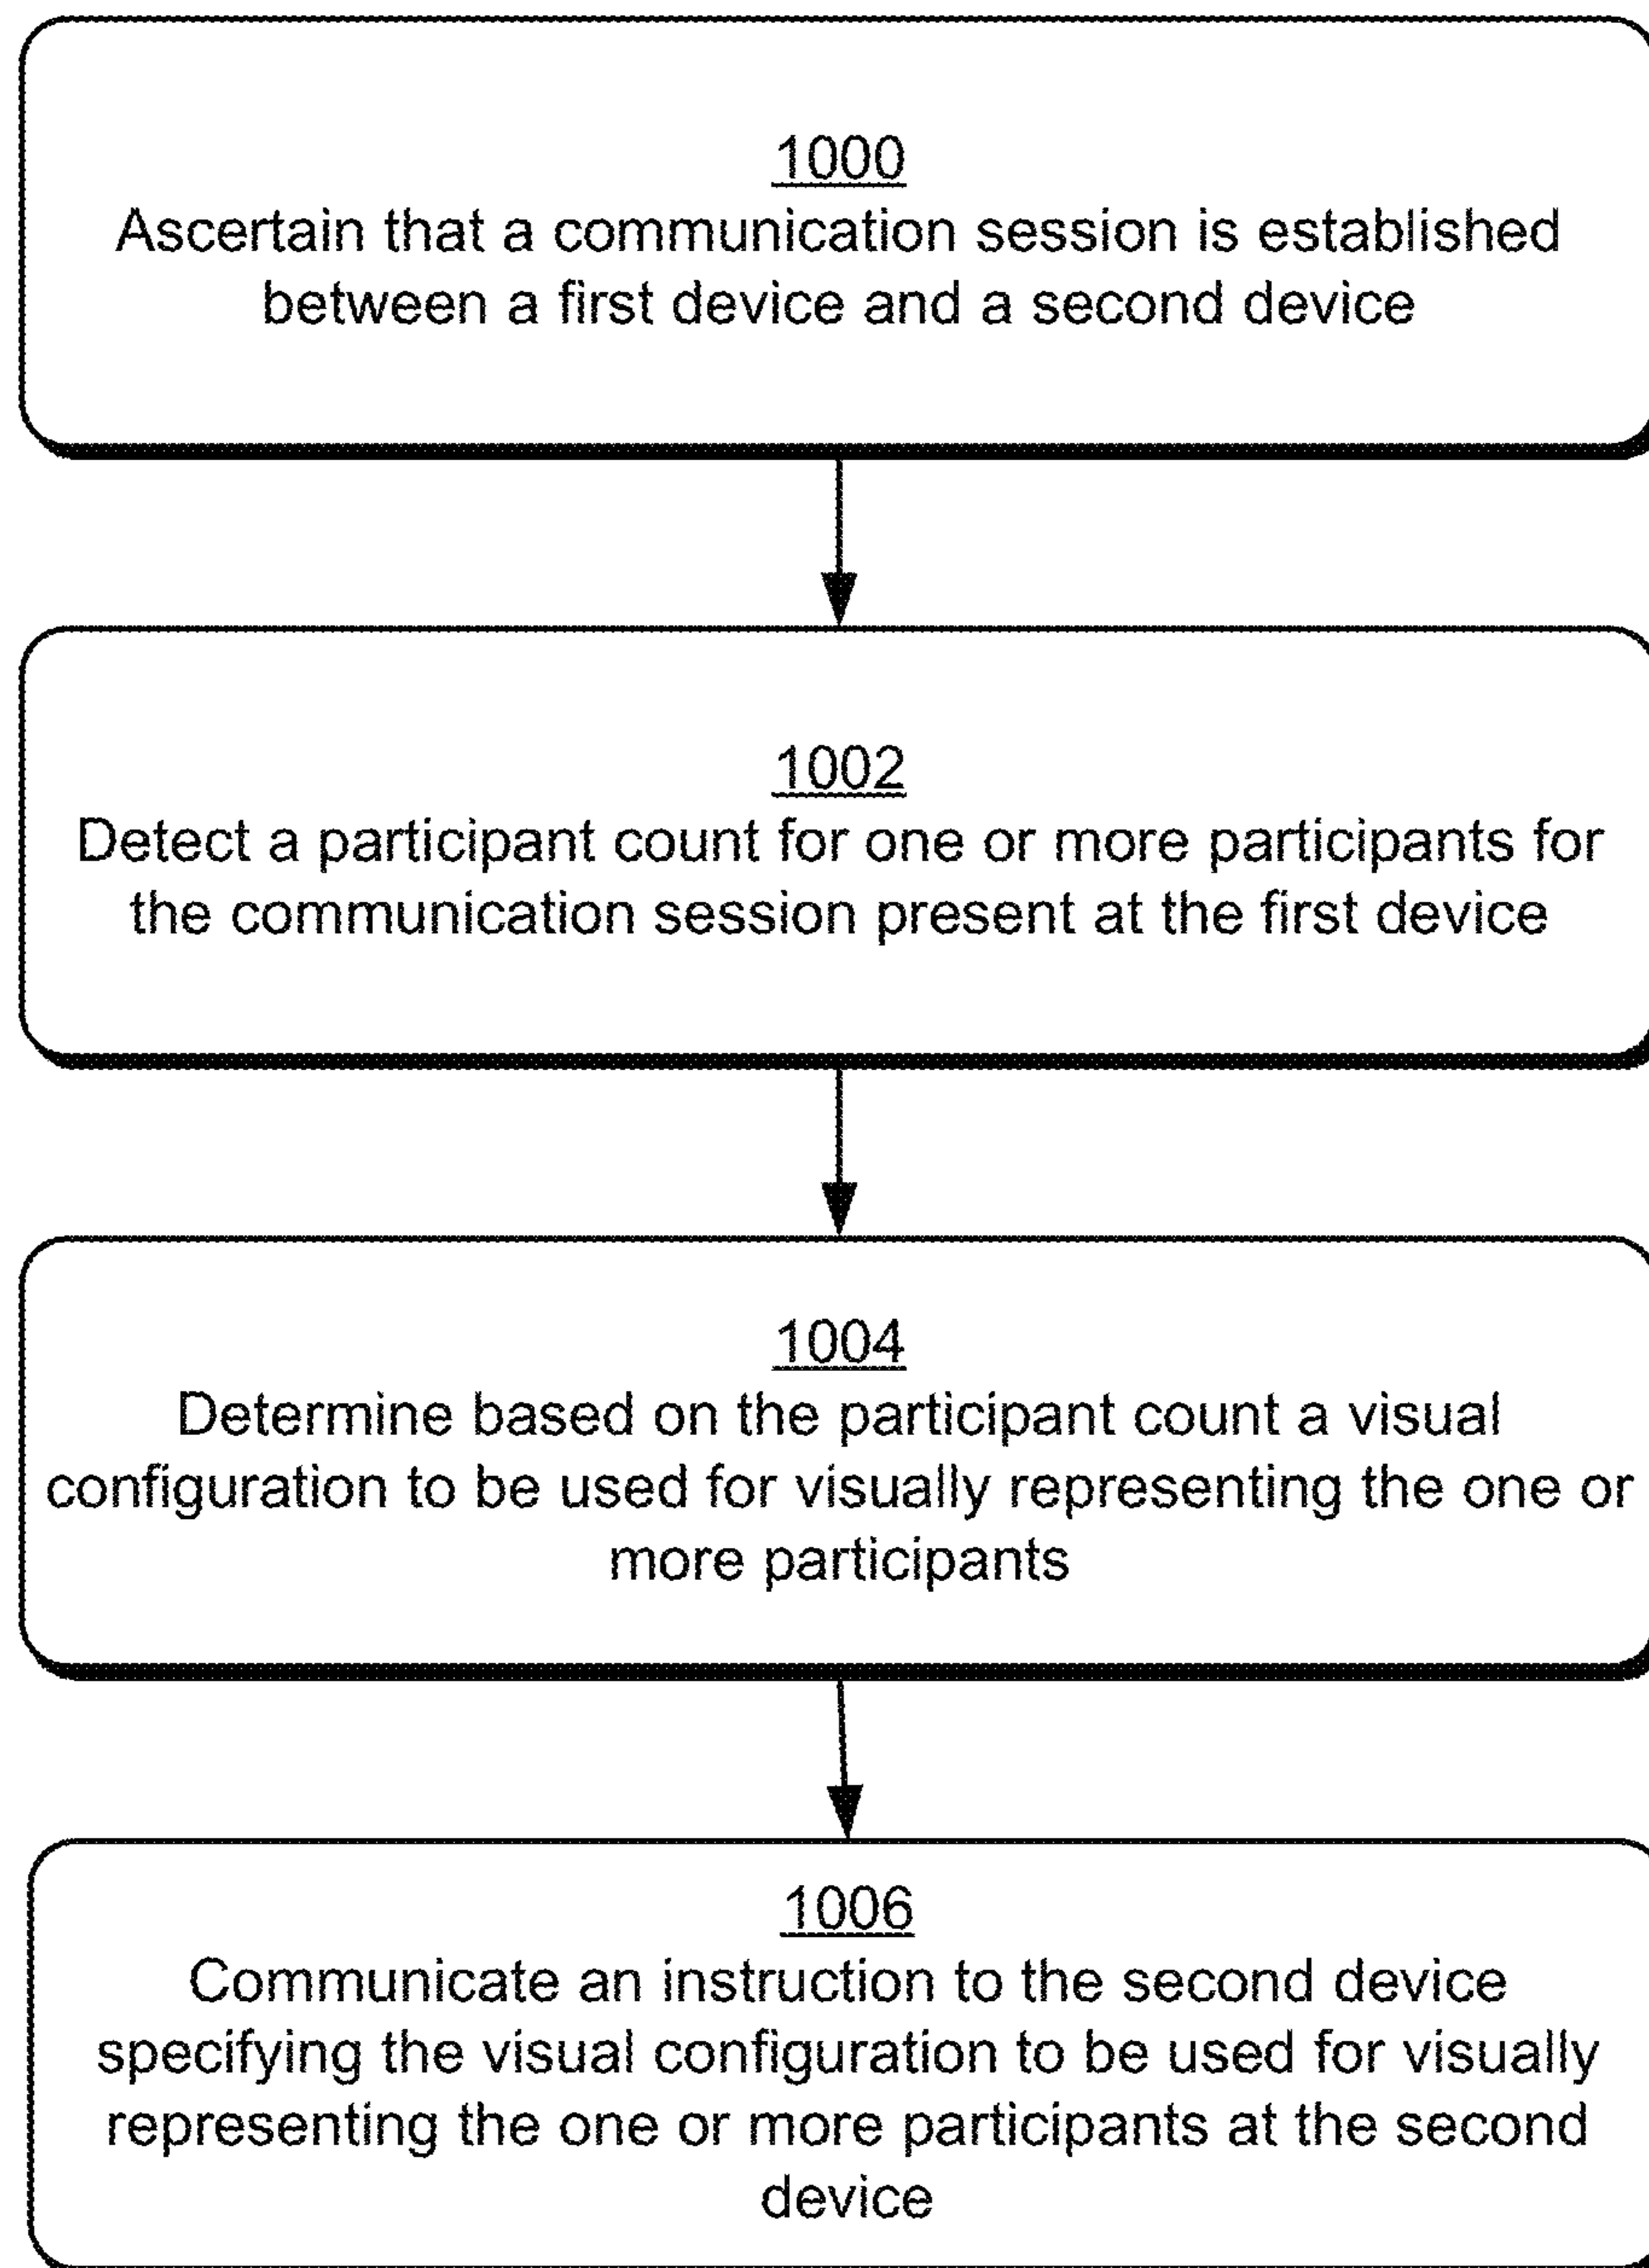 1000
Ascertain that a communication session is established
between a first device and a second device
1002
Detect a participant count for one or more participants for
the communication session present at the first device
1004
Determine based on the participant count a visual
configuration to be used for visually representing the one or
more participants
1006
Communicate an instruction to the second device
specifying the visual configuration to be used for visually
representing the one or more participants at the second
device